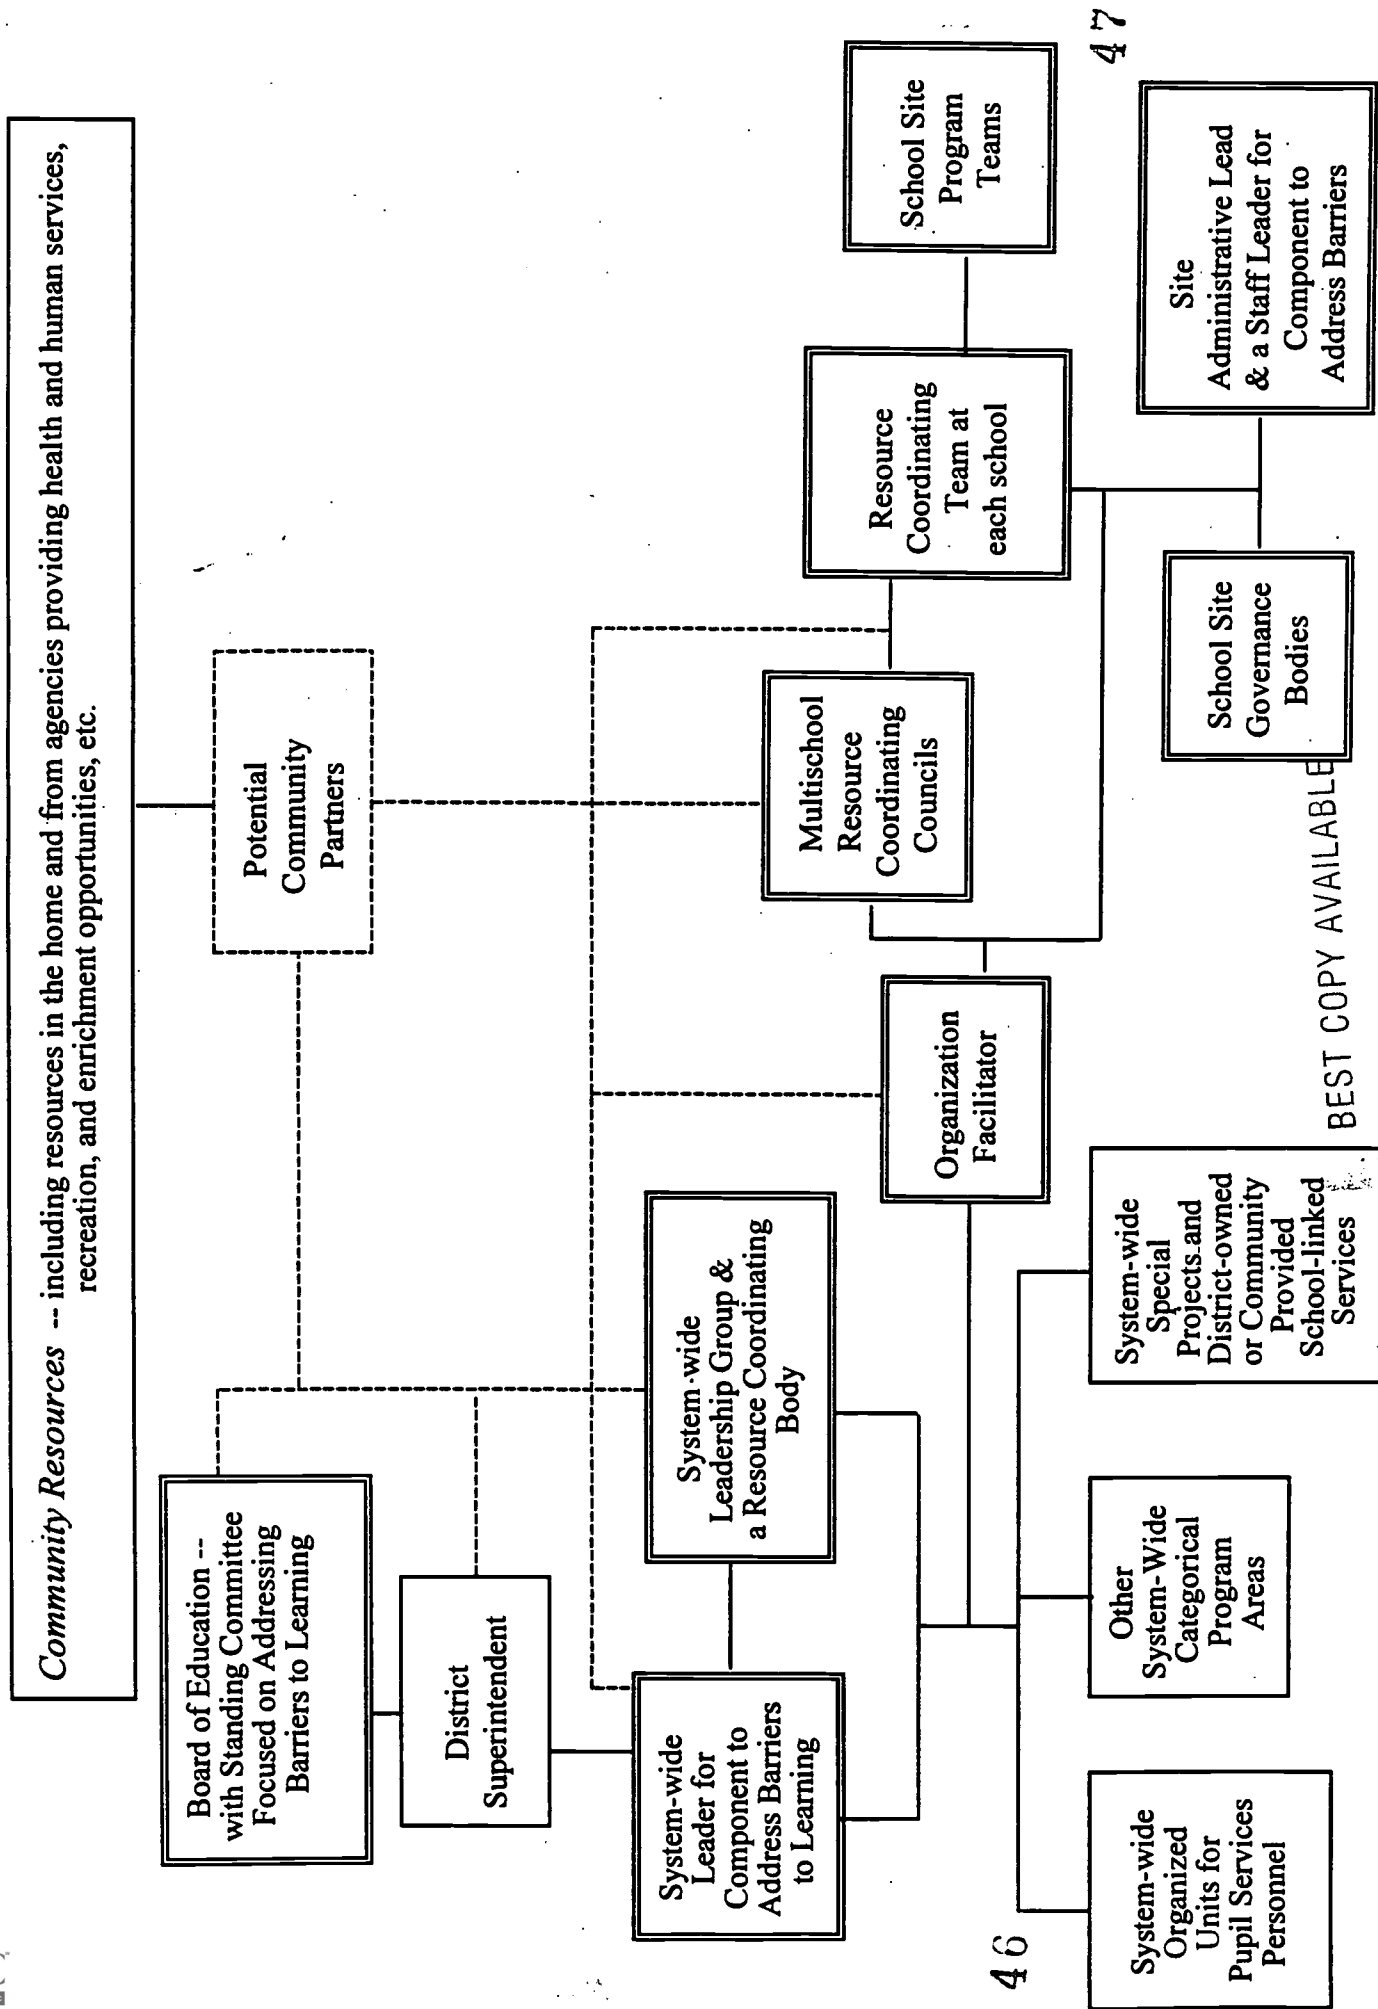 Community Resources -- including resources in the home and from agencies providing health and human services,
recreation, and enrichment opportunities, etc.
Board of Education --
with Standing Committee
Focused on Addressing
Barriers to Learning
Potential
Community
Partners
District
Superintendent
System-wide
Leader for
Component to
Address Barriers
to Learning
System-wide
Leadership Group &
a Resource Coordinating
Body
Multischool
Resource
Coordinating
Councils
Resource
Coordinating
Team at
each school
School Site
Program
Teams
Organization
Facilitator
System-wide
Organized
Units for
Pupil Services
Personnel
Other
System-Wide
Categorical
Program
Areas
System-wide
Special
Projects and
District-owned
or Community
Provided
School-linked
Services
School Site
Governance
Bodies
Site
Administrative Lead
& a Staff Leader for
Component to
Address Barriers
46
BEST COPY AVAILABLE
47